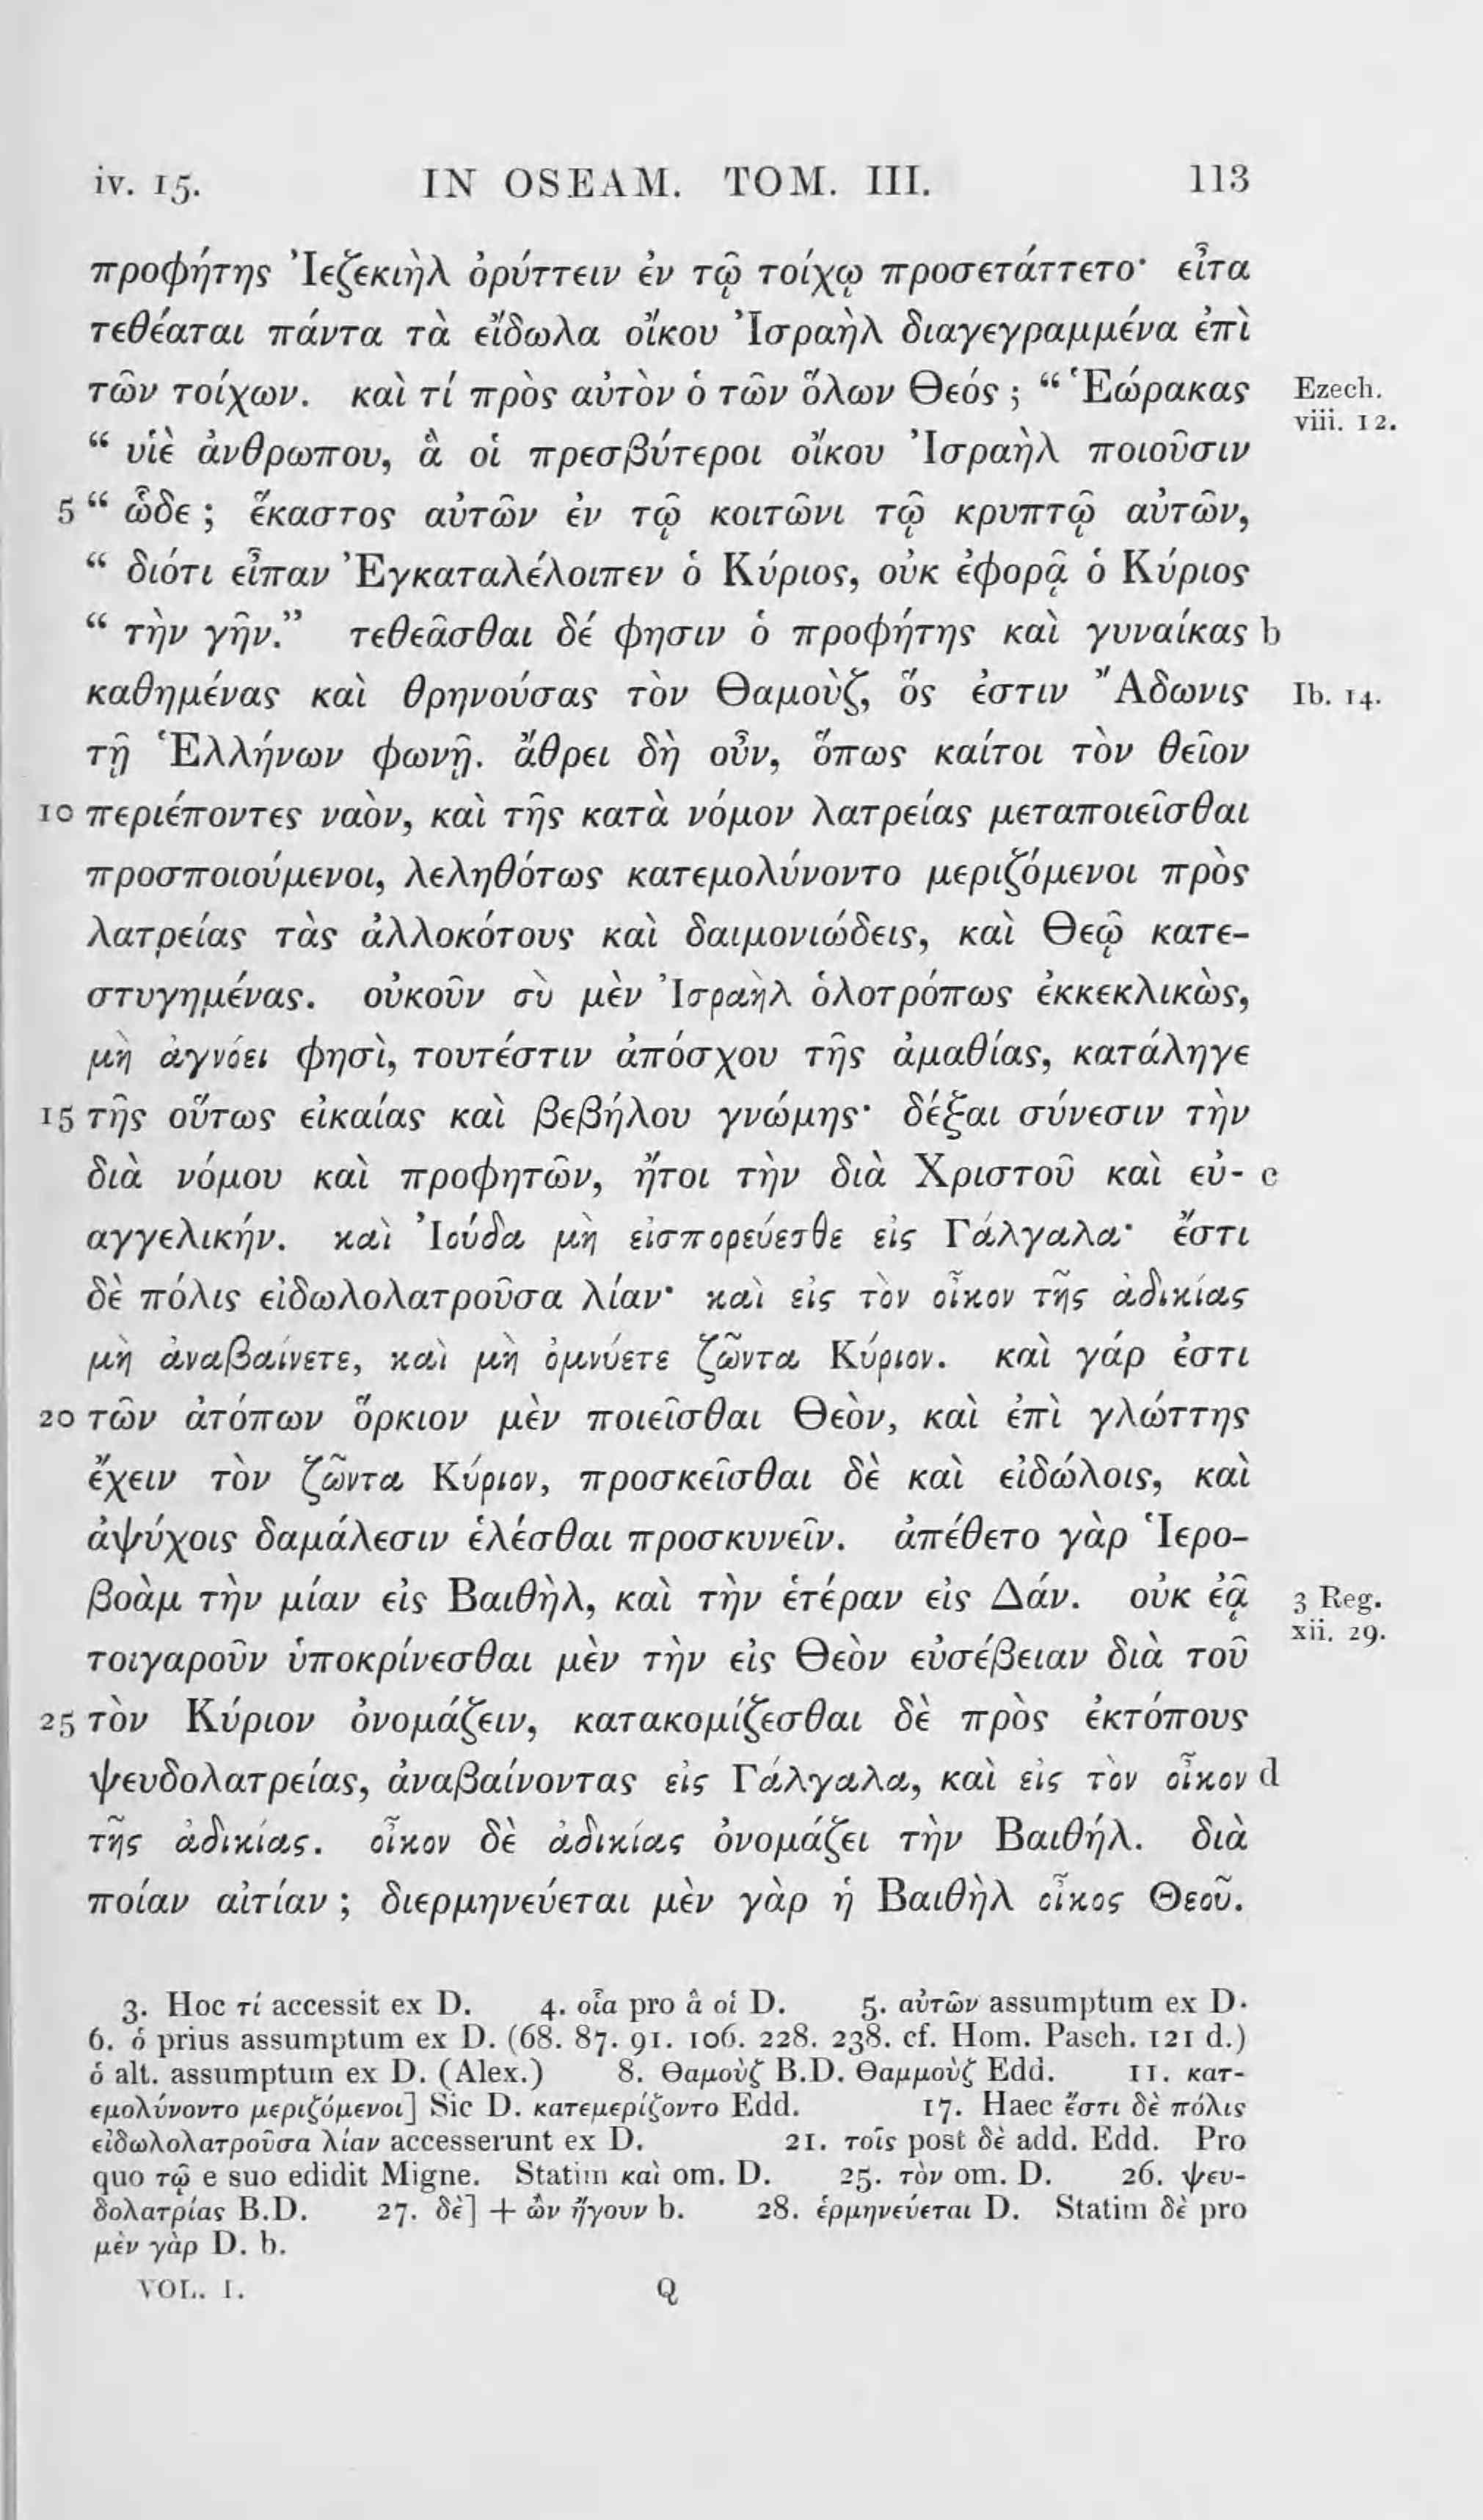 iv. 15. IN OSEAM. TOM. III. 113
προφήτης Ἰεζεκιὴλ ὀρύττειν ἐν τῷ τοίχῳ προσετάττετο· εἶτα
τεθέαται πάντα τὰ εἴδωλα οἴκου Ἰσραὴλ διαγεγραμμένα ἐπὶ
τῶν τοίχων. καὶ τί πρὸς αὐτὸν ὁ τῶν ὅλων Θεός ; “ Ἑώρακας Ezech. viii. 12.
“ υἱὲ ἀνθρωπου, ἃ οἱ πρεσβύτεροι οἴκου Ἰσραὴλ ποιοῦσιν
5 “ ὧδε ; ἕκαστος αὐτῶν ἐν τῷ κοιτῶνι τῷ κρυπτῷ αὐτῶν,
“ διότι εἶπαν Ἐγκαταλέλοιπεν ὁ Κύριος, οὐκ ἐφορᾷ ὁ Κύριος
“ τὴν γῆν.” τεθεᾶσθαι δέ φησιν ὁ προφήτης καὶ γυναίκας b
καθημένας καὶ θρηνούσας τὸν Θαμοὺζ, ὅς ἐστιν Ἄδωνις Ib. 14.
τῇ Ἑλλήνων φωνῇ. ἄθρει δὴ οὖν, ὅπως καίτοι τὸν θεῖον
10 περιέποντες ναὸν, καὶ τῆς κατὰ νόμον λατρείας μεταποιεῖσθαι
προσποιούμενοι, λεληθότως κατεμολύνοντο μεριζόμενοι πρὸς
λατρείας τὰς ἀλλοκότους καὶ δαιμονιώδεις, καὶ Θεῷ κατε-
στυγημένας. οὐκοῦν σὺ μὲν Ἰσραὴλ ὁλοτρόπως ἐκκεκλικὼς,
μὴ ἀγνόει φησὶ, τουτέστιν ἀπόσχου τῆς ἀμαθίας, κατάληγε
15 τῆς οὕτως εἰκαίας καὶ βεβήλου γνώμης· δέξαι σύνεσιν τὴν
διὰ νόμου καὶ προφητῶν, ἤτοι τὴν διὰ Χριστοῦ καὶ εὐ- c
αγγελικήν. καὶ Ἰούδα μὴ εἰσπορεύεσθε εἰς Γάλγαλα· ἔστι
δὲ πόλις εἰδωλολατροῦσα λίαν· καὶ εἰς τὸν οἶκον τῆς ἀδικίας
μὴ ἀναβαίνετε, καὶ μὴ ὀμνύετε ζῶντα Κύριον. καὶ γάρ ἐστι
20 τῶν ἀτόπων ὅρκιον μὲν ποιεῖσθαι Θεὸν, καὶ ἐπὶ γλώττης
ἔχειν τὸν ζῶντα Κύριον, προσκεῖσθαι δὲ καὶ εἰδώλοις, καὶ
ἀψύχοις δαμάλεσιν ἑλέσθαι προσκυνεῖν. ἀπέθετο γὰρ Ἱερο-
βοὰμ τὴν μίαν εἰς Βαιθὴλ, καὶ τὴν ἑτέραν εἰς Δάν. οὐκ ἐᾷ 3 Reg. xii. 29.
τοιγαροῦν ὑποκρίνεσθαι μὲν τὴν εἰς Θεὸν εὐσέβειαν διὰ τοῦ
25 τὸν Κύριον ὀνομάζειν, κατακομίζεσθαι δὲ πρὸς ἐκτόπους
ψευδολατρείας, ἀναβαίνοντας εἰς Γάλγαλα, καὶ εἰς τὸν οἶκον d
τῆς ἀδικίας. οἶκον δὲ ἀδικίας ὀνομάζει τὴν Βαιθήλ. διὰ
ποίαν αἰτίαν ; διερμηνεύεται μὲν γὰρ ἡ Βαιθὴλ οἶκος Θεοῦ.
3. Hoc τί accessit ex D. 4. οἷα pro ἃ οἱ D. 5. αὐτῶν assumptum ex D.
6. ὁ prius assumptum ex D. (68. 87. 91. 106. 228. 238. cf. Hom. Pasch. 121 d.)
ὁ alt. assumptum ex D. (Alex.) 8. Θαμοὺζ B.D. Θαμμοὺζ Edd. 11. κατ-
εμολύνοντο μεριζόμενοι] Sic D. κατεμερίζοντο Edd. 17. Haec ἔστι δὲ πόλις
εἰδωλολατροῦσα λίαν accesserunt ex D. 21. τοῖς post δὲ add. Edd. Pro
quo τῷ e suo edidit Migne. Statim καὶ om. D. 25. τὸν om. D. 26. ψευ-
δολατρίας B.D. 27. δὲ] + ὢν ἤγουν b. 28. ἑρμηνεύεται D. Statim δὲ pro
μὲν γὰρ D. b.
VOL. I. Q